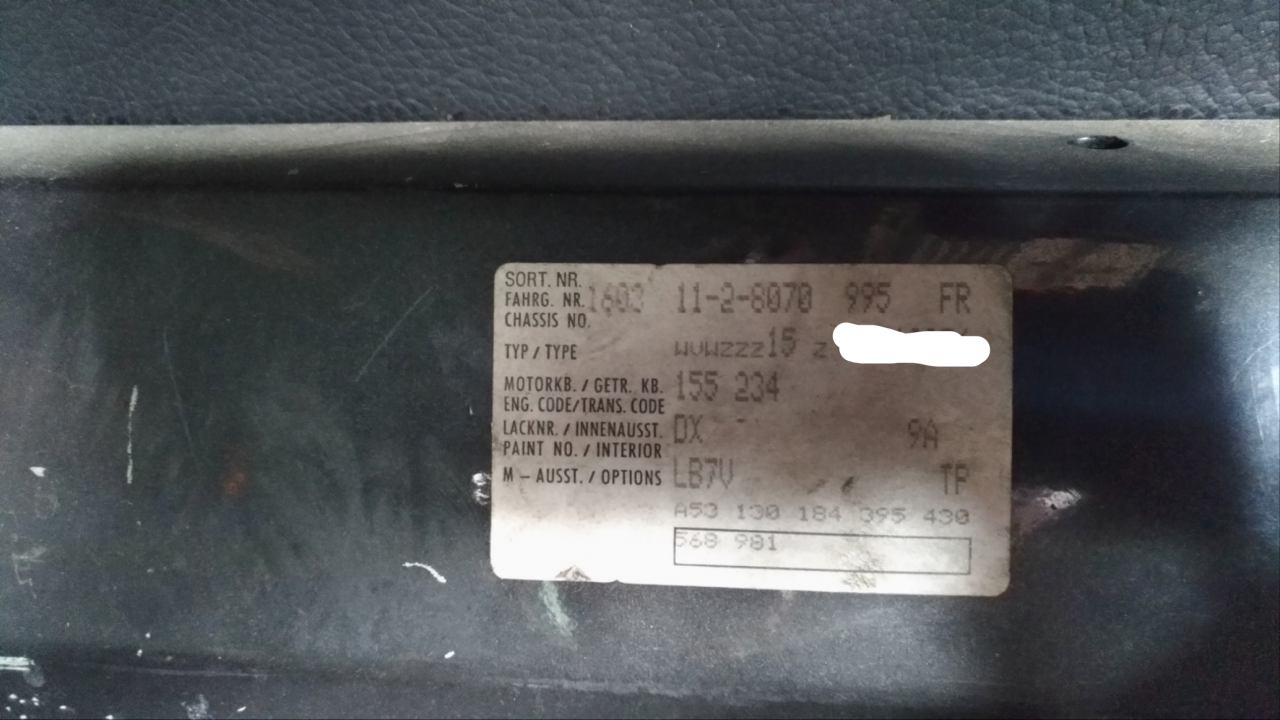 SORT. NR.
FAHRG. NR. 1603 11-2-8070 995 FR
CHASSIS NO.
TYP / TYPE WVWZZZ15 Z
MOTORKB. / GETR. KB. 155 234
ENG. CODE/TRANS. CODE
LACKNR. / INNENAUSST. DX 9A
PAINT NO. / INTERIOR
M – AUSST. / OPTIONS LB7V TP
A53 130 184 395 430
568 981